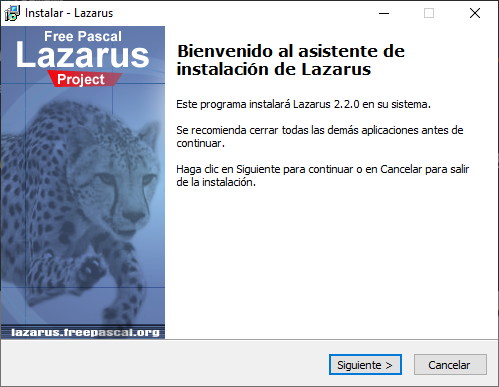 Instalar - Lazarus
Free Pascal
Lazarus
Project
Bienvenido al asistente de
instalación de Lazarus
Este programa instalará Lazarus 2.2.0 en su sistema.
Se recomienda cerrar todas las demás aplicaciones antes de
continuar.
Haga clic en Siguiente para continuar o en Cancelar para salir
de la instalación.
lazarus.freepascal.org
Siguiente >
Cancelar